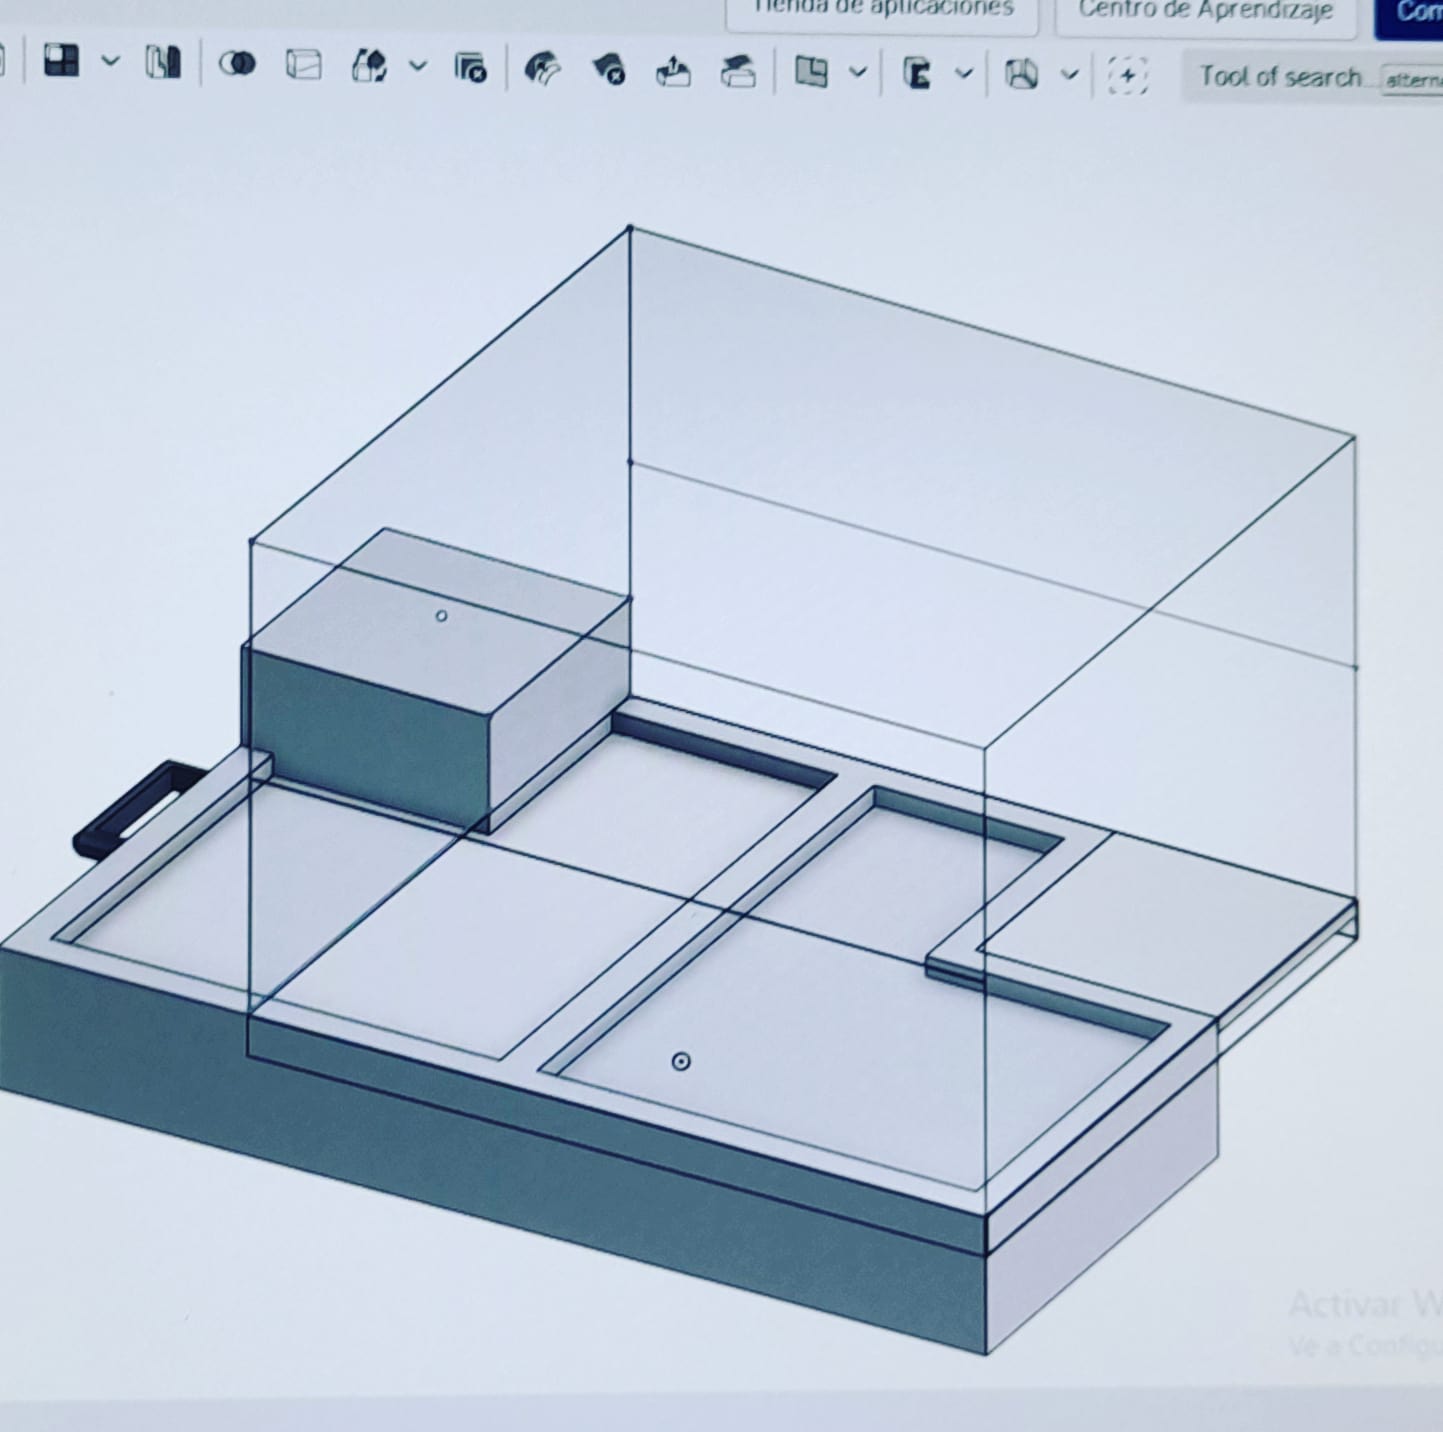 Tienda de aplicaciones
Centro de Aprendizaje
Com
Tool of search...
altern
Activar W
Ve a Configu